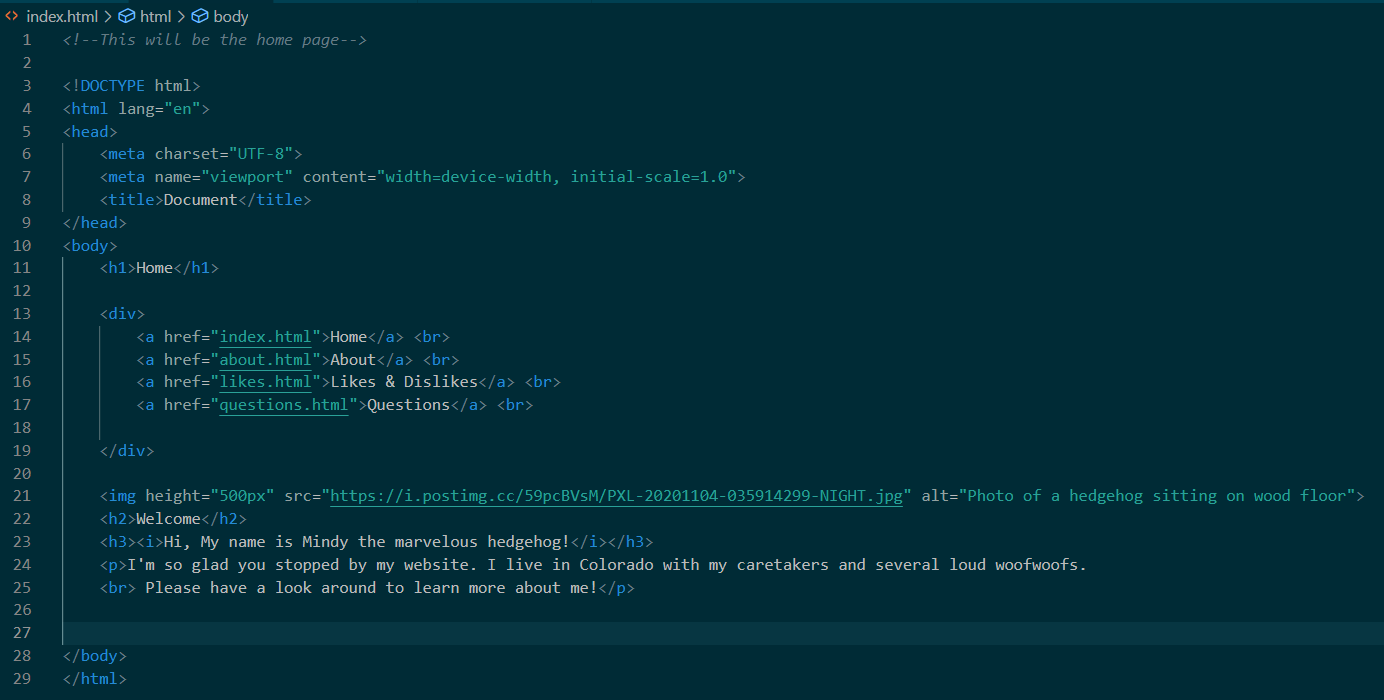 <> index.html > html > body
1 <!--This will be the home page-->
2
3 <!DOCTYPE html>
4 <html lang="en">
5 <head>
6     <meta charset="UTF-8">
7     <meta name="viewport" content="width=device-width, initial-scale=1.0">
8     <title>Document</title>
9 </head>
10 <body>
11     <h1>Home</h1>
12
13     <div>
14         <a href="index.html">Home</a> <br>
15         <a href="about.html">About</a> <br>
16         <a href="likes.html">Likes & Dislikes</a> <br>
17         <a href="questions.html">Questions</a> <br>
18
19     </div>
20
21     <img height="500px" src="https://i.postimg.cc/59pcBVsM/PXL-20201104-035914299-NIGHT.jpg" alt="Photo of a hedgehog sitting on wood floor">
22     <h2>Welcome</h2>
23     <h3><i>Hi, My name is Mindy the marvelous hedgehog!</i></h3>
24     <p>I'm so glad you stopped by my website. I live in Colorado with my caretakers and several loud woofwoofs.
25     <br> Please have a look around to learn more about me!</p>
26
27
28 </body>
29 </html>